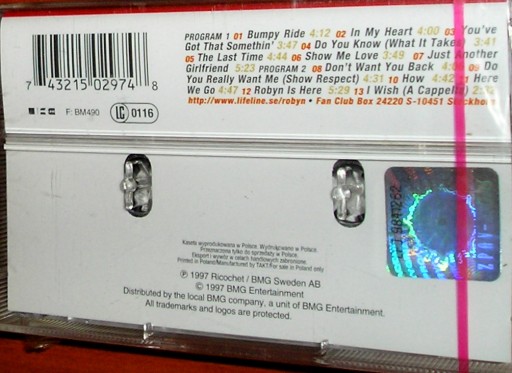 PROGRAM 1 01 Bumpy Ride 4:12 02 In My Heart 4:00 03 You've
Got That Somethin' 3:47 04 Do You Know (What It Takes) 3:41
05 The Last Time 4:44 06 Show Me Love 3:49 07 Just Another
Girlfriend 5:23 PROGRAM 2 08 Don't Want You Back 09 Do
You Really Want Me (Show Respect) 4:31 10 How 4:42 11 Here
We Go 4:47 12 Robyn Is Here 5:29 13 I Wish (A Cappella)
http://www.lifeline.se/robyn • Fan Club Box 24220 S-10451 Stockholm
7 43215 02974 8
F: BM490
LC 0116
Kaseta wyprodukowana w Polsce. Wydrukowano w Polsce.
Przeznaczona tylko do sprzedaży w Polsce.
Eksport i wywóz w celach handlowych zabronione.
Printed in Poland/Manufactured by TAKT/For sale in Poland only
℗ 1997 Ricochet / BMG Sweden AB
© 1997 BMG Entertainment
Distributed by the local BMG company, a unit of BMG Entertainment.
All trademarks and logos are protected.
ZPAV